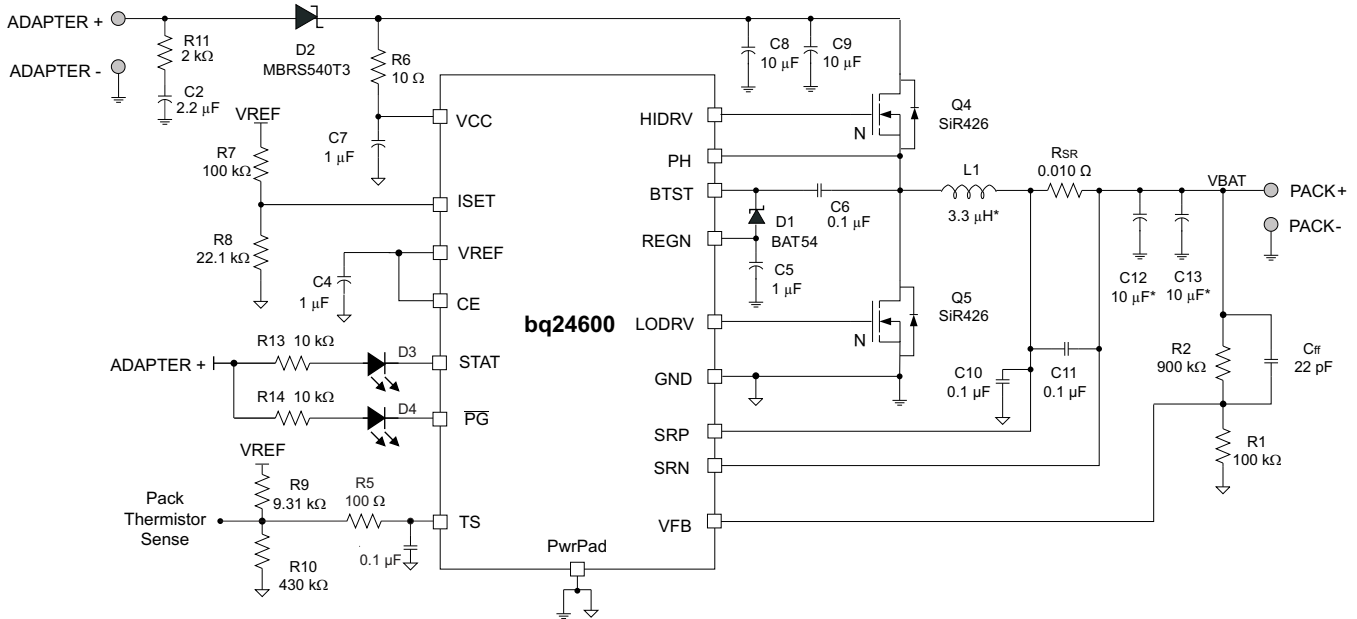 ADAPTER +
R11
2 kΩ
D2
MBRS540T3
R6
10 Ω
C8
10 µF
C9
10 µF
ADAPTER -
C2
2.2 µF
VREF
R7
100 kΩ
C7
1 µF
VCC
HIDRV
Q4
SiR426
N
PH
ISET
BTST
C6
0.1 µF
L1
3.3 µH*
RSR
0.010 Ω
VBAT
PACK+
PACK-
R8
22.1 kΩ
VREF
REGN
D1
BAT54
C5
1 µF
C12
10 µF*
C13
10 µF*
C4
1 µF
CE
bq24600
LODRV
Q5
SiR426
N
R13 10 kΩ
D3
ADAPTER +
STAT
R14 10 kΩ
D4
PG
GND
C10
0.1 µF
C11
0.1 µF
R2
900 kΩ
Cff
22 pF
SRP
SRN
R1
100 kΩ
VREF
R9
9.31 kΩ
R5
100 Ω
Pack
Thermistor
Sense
TS
VFB
0.1 µF
R10
430 kΩ
PwrPad